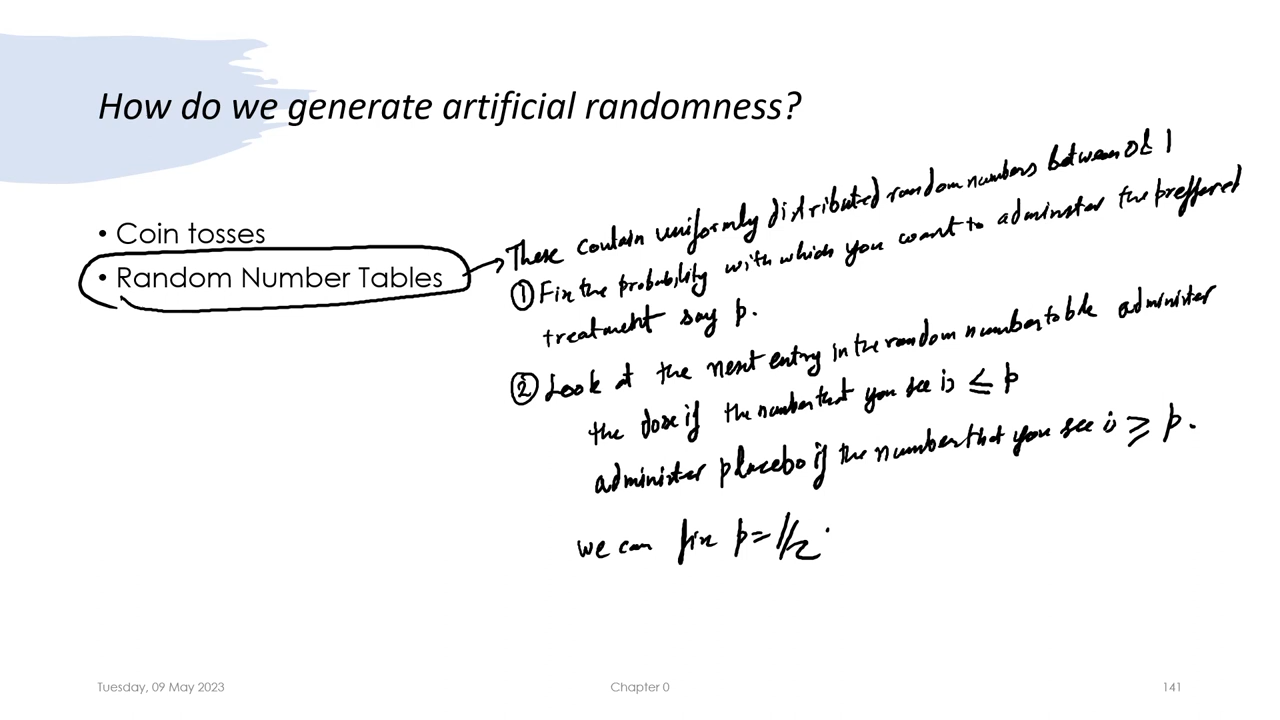 How do we generate artificial randomness?
• Coin tosses
• Random Number Tables
These contain uniformly distributed random numbers between 0 & 1
① Fix the probability with which you want to adminster the preffered
treatment say p.
② Look at the next entry in the random number table administer
the dose if the number that you see is ≤ p
administer placebo if the number that you see is ≥ p.
we can fix p = 1/2.
Tuesday, 09 May 2023
Chapter 0
141